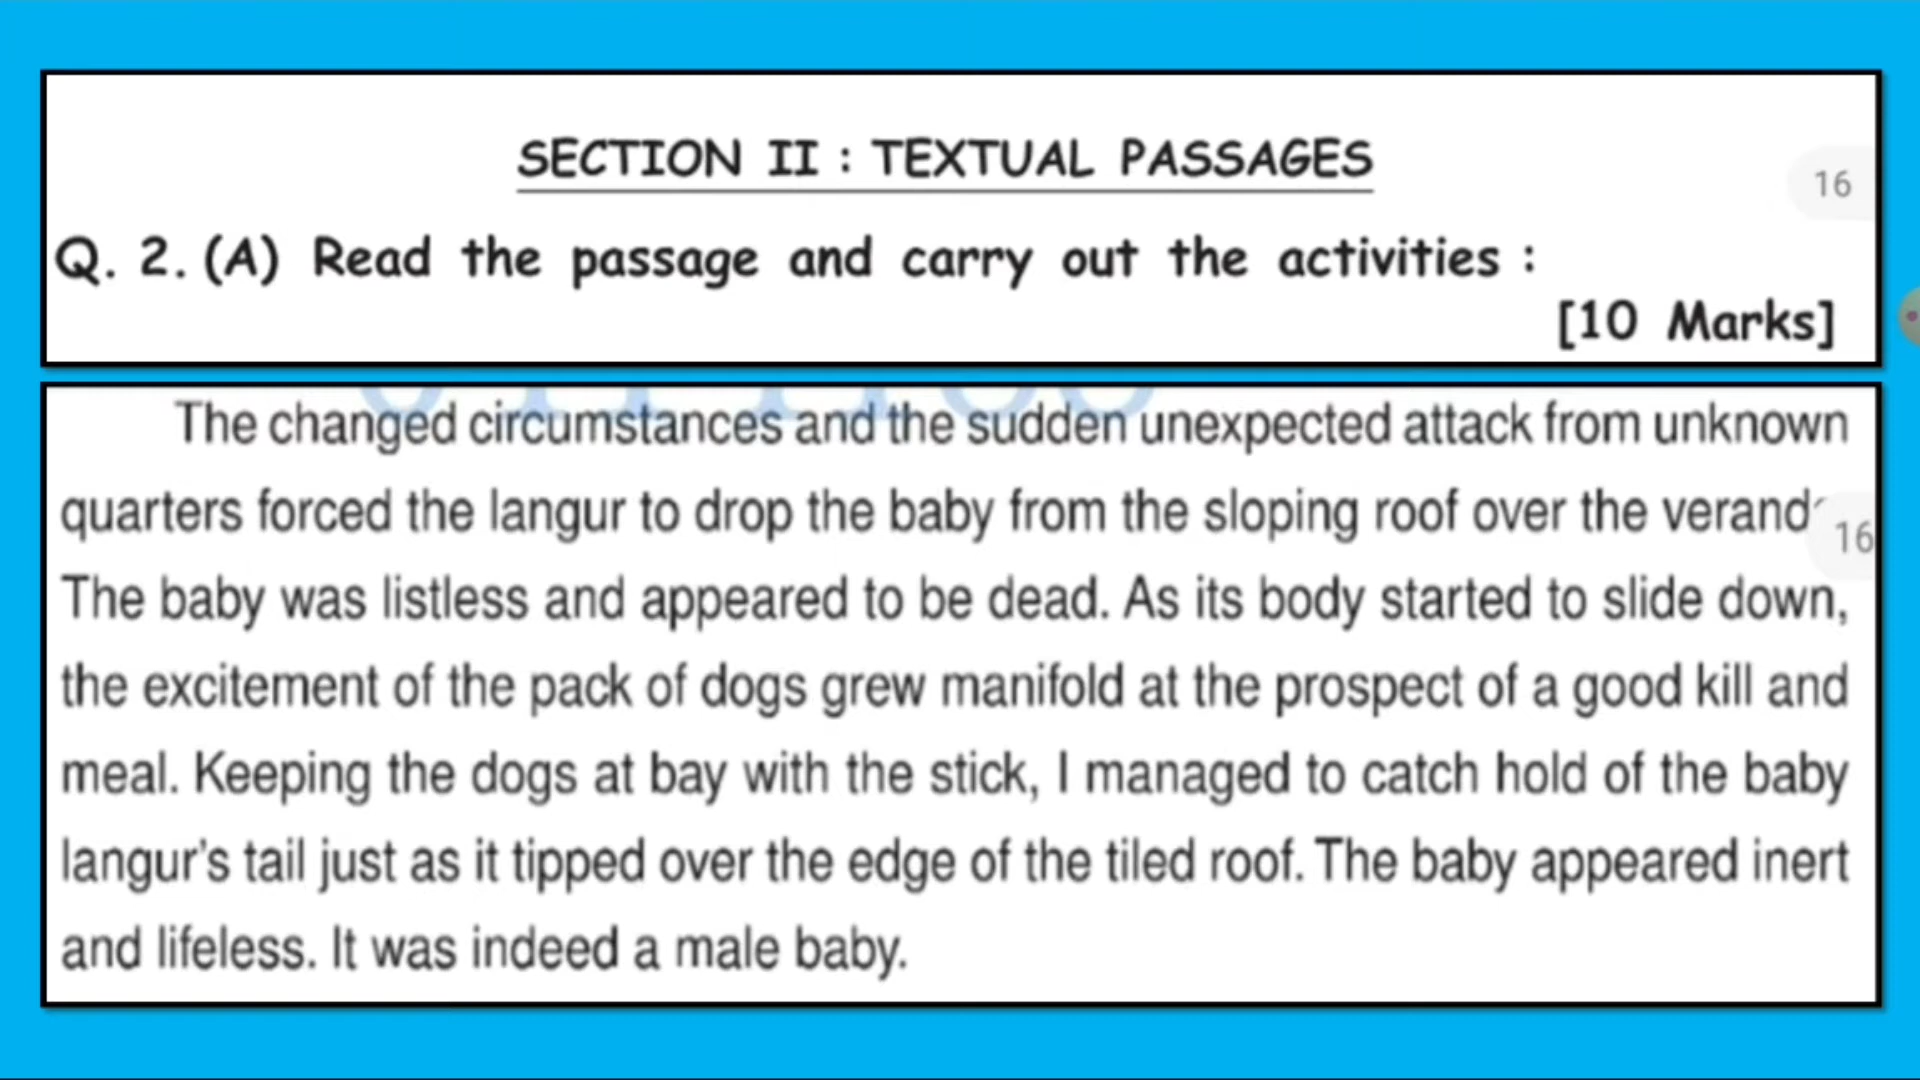 SECTION II : TEXTUAL PASSAGES
16
Q. 2. (A) Read the passage and carry out the activities :
[10 Marks]
The changed circumstances and the sudden unexpected attack from unknown
quarters forced the langur to drop the baby from the sloping roof over the
16
The baby was listless and appeared to be dead. As its body started to slide down,
the excitement of the pack of dogs grew manifold at the prospect of a good kill and
meal. Keeping the dogs at bay with the stick, I managed to catch hold of the baby
langur's tail just as it tipped over the edge of the tiled roof. The baby appeared inert
and lifeless. It was indeed a male baby.